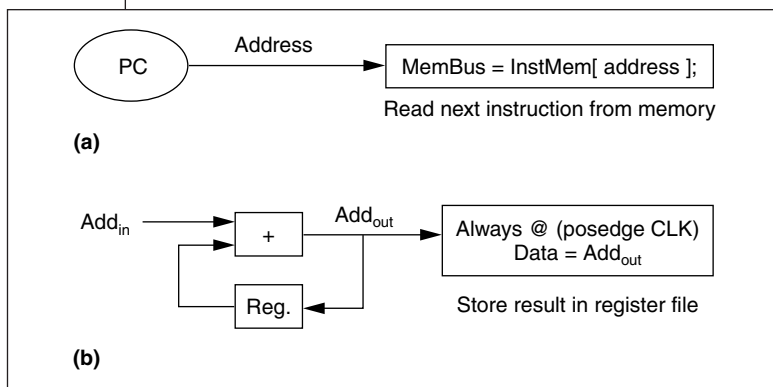 Address
PC
MemBus = InstMem[ address ];
Read next instruction from memory
(a)
Add_in
+
Add_out
Always @ (posedge CLK)
Data = Add_out
Reg.
Store result in register file
(b)